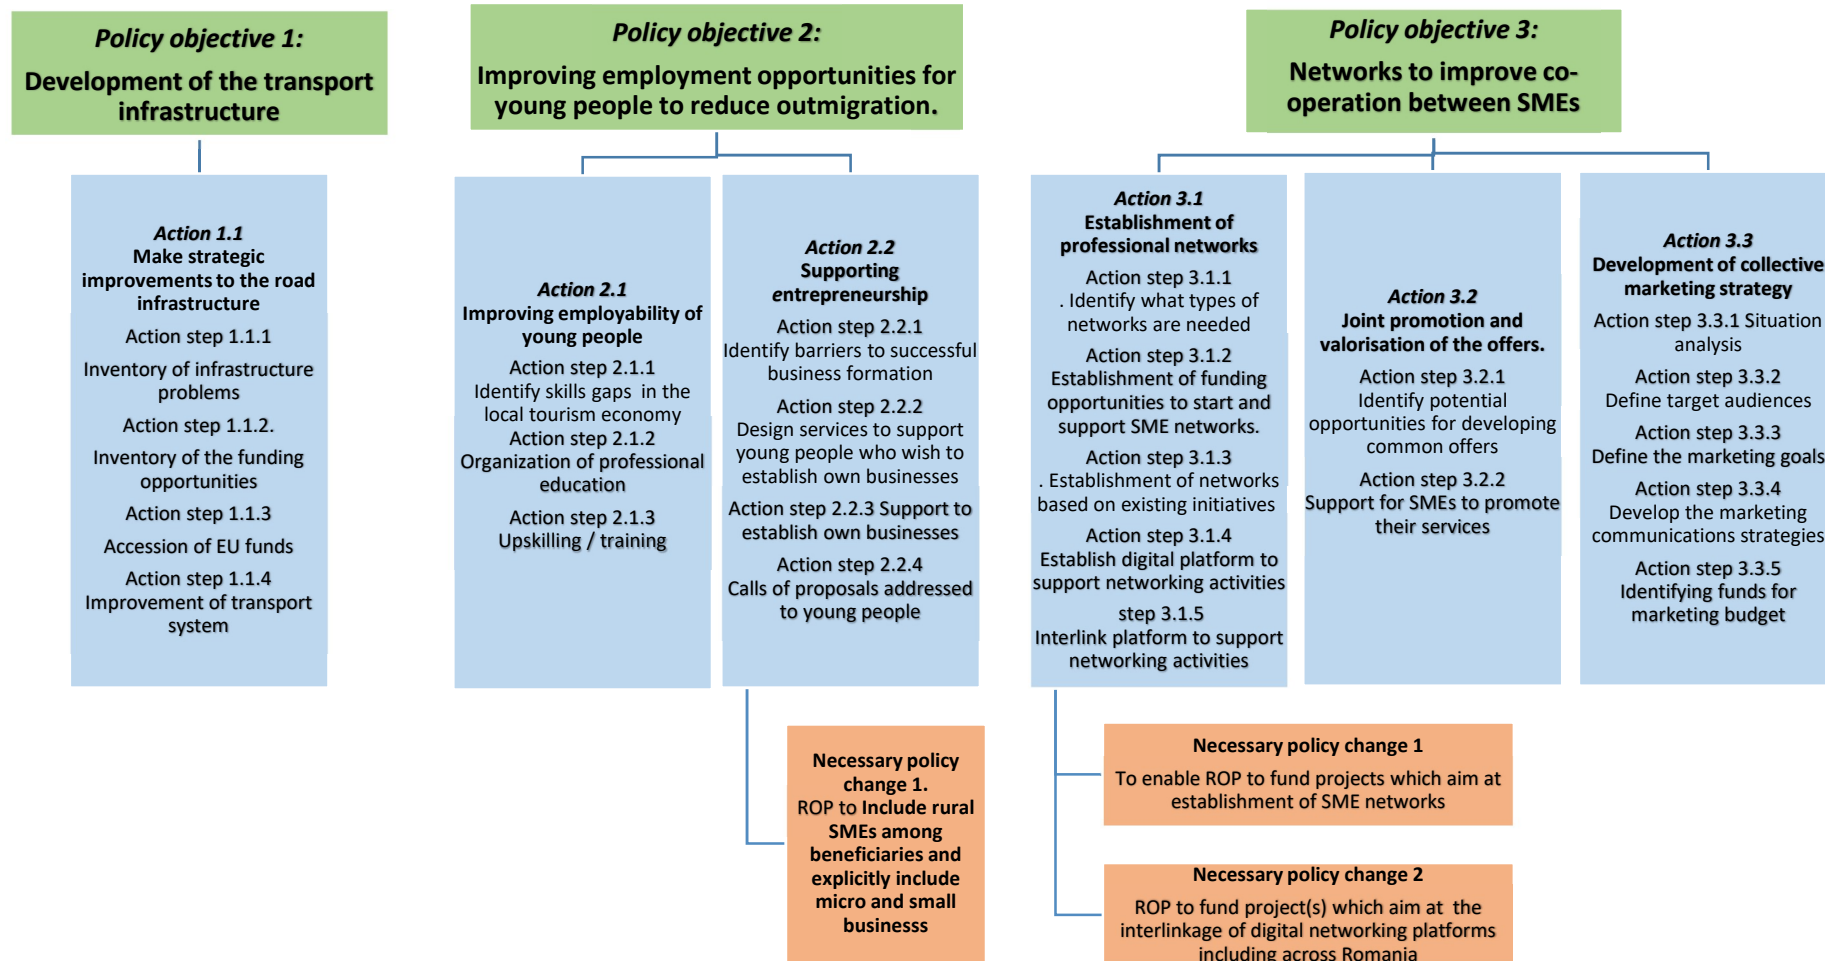 Policy objective 1:
Development of the transport
infrastructure
Action 1.1
Make strategic
improvements to the road
infrastructure
Action step 1.1.1
Inventory of infrastructure
problems
Action step 1.1.2.
Inventory of the funding
opportunities
Action step 1.1.3
Accession of EU funds
Action step 1.1.4
Improvement of transport
system
Policy objective 2:
Improving employment opportunities for
young people to reduce outmigration.
Action 2.1
Improving employability of
young people
Action step 2.1.1
Identify skills gaps in the
local tourism economy
Action step 2.1.2
Organization of professional
education
Action step 2.1.3
Upskilling / training
Action 2.2
Supporting
entrepreneurship
Action step 2.2.1
Identify barriers to successful
business formation
Action step 2.2.2
Design services to support
young people who wish to
establish own businesses
Action step 2.2.3 Support to
establish own businesses
Action step 2.2.4
Calls of proposals addressed
to young people
Necessary policy
change 1.
ROP to Include rural
SMEs among
beneficiaries and
explicitly include
micro and small
businesss
Policy objective 3:
Networks to improve co-
operation between SMEs
Action 3.1
Establishment of
professional networks
Action step 3.1.1
. Identify what types of
networks are needed
Action step 3.1.2
Establishment of funding
opportunities to start and
support SME networks.
Action step 3.1.3
. Establishment of networks
based on existing initiatives
Action step 3.1.4
Establish digital platform to
support networking activities
step 3.1.5
Interlink platform to support
networking activities
Action 3.2
Joint promotion and
valorisation of the offers.
Action step 3.2.1
Identify potential
opportunities for developing
common offers
Action step 3.2.2
Support for SMEs to promote
their services
Action 3.3
Development of collective
marketing strategy
Action step 3.3.1 Situation
analysis
Action step 3.3.2
Define target audiences
Action step 3.3.3
Define the marketing goals
Action step 3.3.4
Develop the marketing
communications strategies
Action step 3.3.5
Identifying funds for
marketing budget
Necessary policy change 1
To enable ROP to fund projects which aim at
establishment of SME networks
Necessary policy change 2
ROP to fund project(s) which aim at the
interlinkage of digital networking platforms
including across Romania